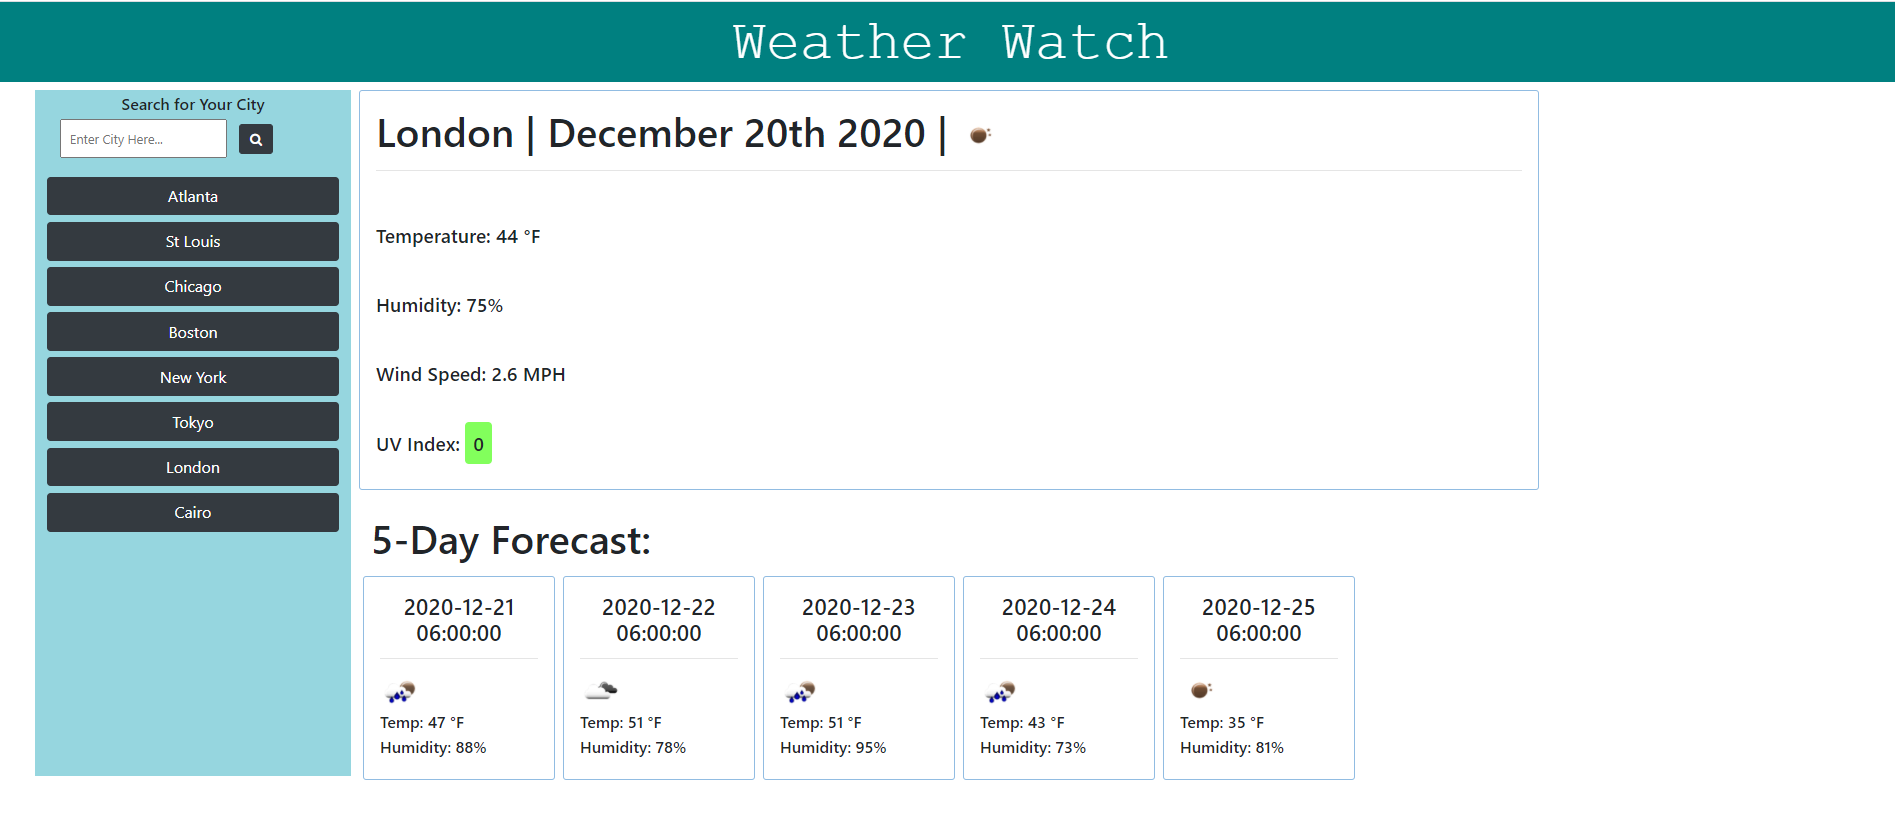 Weather Watch
Search for Your City
Enter City Here...
Atlanta
St Louis
Chicago
Boston
New York
Tokyo
London
Cairo
London | December 20th 2020 |
Temperature: 44 °F
Humidity: 75%
Wind Speed: 2.6 MPH
UV Index: 0
5-Day Forecast:
2020-12-21
06:00:00
Temp: 47 °F
Humidity: 88%
2020-12-22
06:00:00
Temp: 51 °F
Humidity: 78%
2020-12-23
06:00:00
Temp: 51 °F
Humidity: 95%
2020-12-24
06:00:00
Temp: 43 °F
Humidity: 73%
2020-12-25
06:00:00
Temp: 35 °F
Humidity: 81%